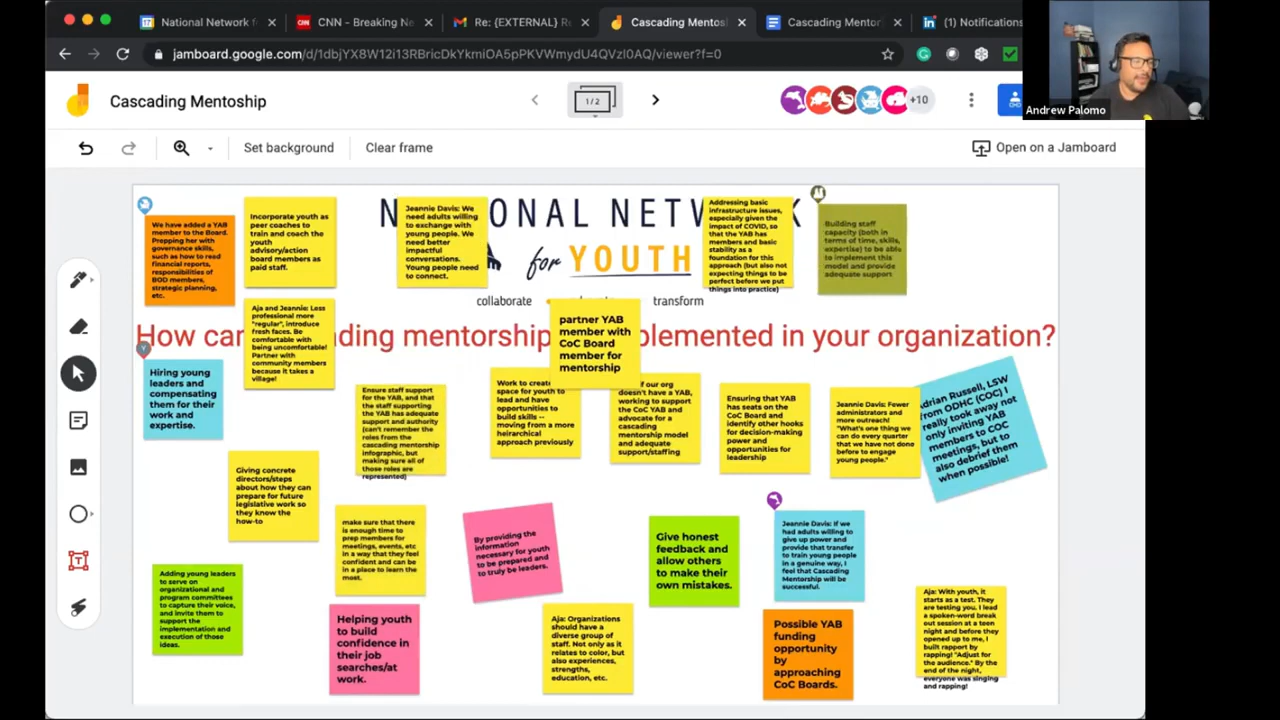 National Network f
CNN - Breaking Ne
Re: {EXTERNAL} R
Cascading Mentos
Cascading Mentor
(1) Notifications
jamboard.google.com/d/1dbjYX8W12i13RBricDkYkmiOA5pPKVWmydU4QVzI0AQ/viewer?f=0
Andrew Palomo
Cascading Mentoship
1/2
+10
Set background
Clear frame
Open on a Jamboard
N
ONAL NETW
K
for YOUTH
collaborate
transform
How can
ding mentorship
plemented in your organization?
We have added a YAB
member to the Board.
Prepping her with
governance skills,
such as how to read
financial reports,
responsibilities of
BOD members,
strategic planning,
etc.
Incorporate youth as
peer coaches to
train and coach the
youth
advisory/action
board members as
paid staff.
Jeannie Davis: We
need adults willing
to exchange with
young people. We
need better
impactful
conversations.
Young people need
to connect.
Addressing basic
infrastructure issues,
especially given the
impact of COVID, so
that the YAB has
members and basic
stability as a
foundation for this
approach (but also not
expecting things to be
perfect before we put
things into practice)
Building staff
capacity (both in
terms of time, skills,
expertise) to be able
to implement this
model and provide
adequate support
Aja and Jeannie: Less
professional more
"regular", introduce
fresh faces. Be
comfortable with
being uncomfortable!
Partner with
community members
because it takes a
village!
partner YAB
member with
CoC Board
member for
mentorship
Hiring young
leaders and
compensating
them for their
work and
expertise.
Ensure staff support
for the YAB, and that
the staff supporting
the YAB has adequate
support and authority
(can't remember the
roles from the
cascading mentorship
infographic, but
making sure all of
those roles are
represented)
Work to create
space for youth to
lead and have
opportunities to
build skills --
moving from a more
heirarchical
approach previously
f our org
doesn't have a YAB,
working to support
the CoC YAB and
advocate for a
cascading
mentorship model
and adequate
support/staffing
Ensuring that YAB
has seats on the
CoC Board and
identify other hooks
for decision-making
power and
opportunities for
leadership
Jeannie Davis: Fewer
administrators and
more outreach!
"What's one thing we
can do every quarter
that we have not done
before to engage
young people."
drian Russell, LSW
from ODHC (COC) I
really took away not
only inviting YAB
members to COC
meetings, but to
also debrief them
when possible!
Giving concrete
directors/steps
about how they can
prepare for future
legislative work so
they know the
how-to
make sure that there
is enough time to
prep members for
meetings, events, etc
in a way that they feel
confident and can be
in a place to learn the
most.
By providing the
information
necessary for youth
to be prepared and
to truly be leaders.
Give honest
feedback and
allow others
to make their
own mistakes.
Jeannie Davis: If we
had adults willing to
give up power and
provide that transfer
to train young people
in a genuine way, I
feel that Cascading
Mentorship will be
successful.
Adding young leaders
to serve on
organizational and
program committees
to capture their voice,
and invite them to
support the
implementation and
execution of those
ideas.
Helping youth
to build
confidence in
their job
searches/at
work.
Aja: Organizations
should have a
diverse group of
staff. Not only as it
relates to color, but
also experiences,
strengths,
education, etc.
Possible YAB
funding
opportunity
by
approaching
CoC Boards.
Aja: With youth, it
starts as a test. They
are testing you. I lead
a spoken-word break
out session at a teen
night and before they
opened up to me, I
built rapport by
rapping! "Adjust for
the audience." By the
end of the night,
everyone was singing
and rapping!